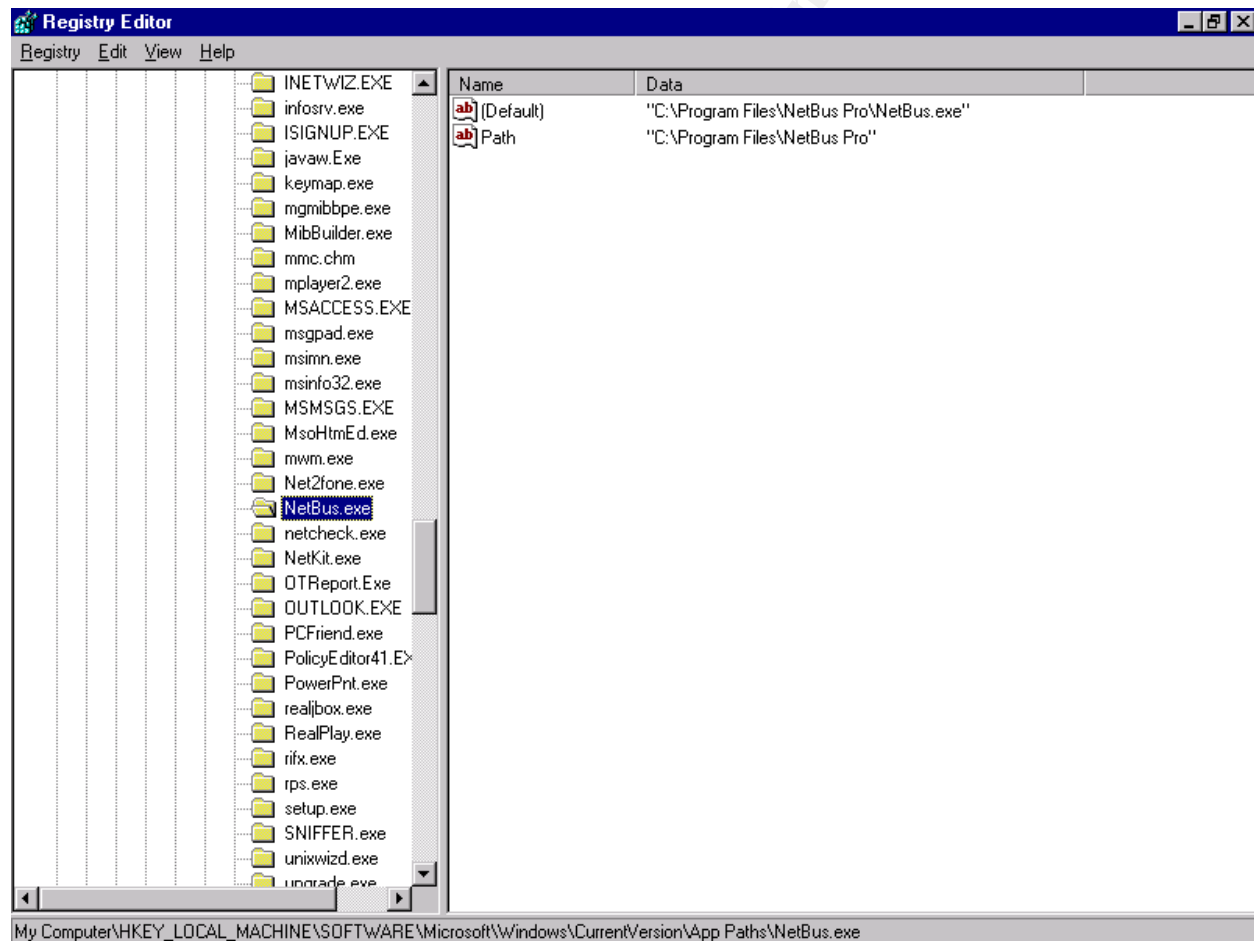 Registry Editor
Registry Edit View Help
INETWIZ.EXE
infosrv.exe
ISIGNUP.EXE
javaw.Exe
keymap.exe
mgmibbpe.exe
MibBuilder.exe
mmc.chm
mplayer2.exe
MSACCESS.EXE
msgpad.exe
msimn.exe
msinfo32.exe
MSMSGS.EXE
MsoHtmEd.exe
mwm.exe
Net2fone.exe
NetBus.exe
netcheck.exe
NetKit.exe
OTReport.Exe
OUTLOOK.EXE
PCFriend.exe
PolicyEditor41.EX
PowerPnt.exe
realjbox.exe
RealPlay.exe
rifx.exe
rps.exe
setup.exe
SNIFFER.exe
unixwizd.exe
upgrade.exe
Name Data
ab (Default) "C:\Program Files\NetBus Pro\NetBus.exe"
ab Path "C:\Program Files\NetBus Pro"
My Computer\HKEY_LOCAL_MACHINE\SOFTWARE\Microsoft\Windows\CurrentVersion\App Paths\NetBus.exe